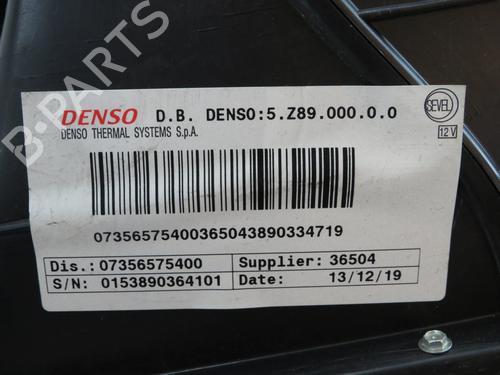 B-PARTS
DENSO D.B. DENSO:5.Z89.000.0.0
DENSO THERMAL SYSTEMS S.p.A.
SEVEL
12 V
07356575400365043890334719
Dis.: 07356575400 Supplier: 36504
S/N: 0153890364101 13/12/19